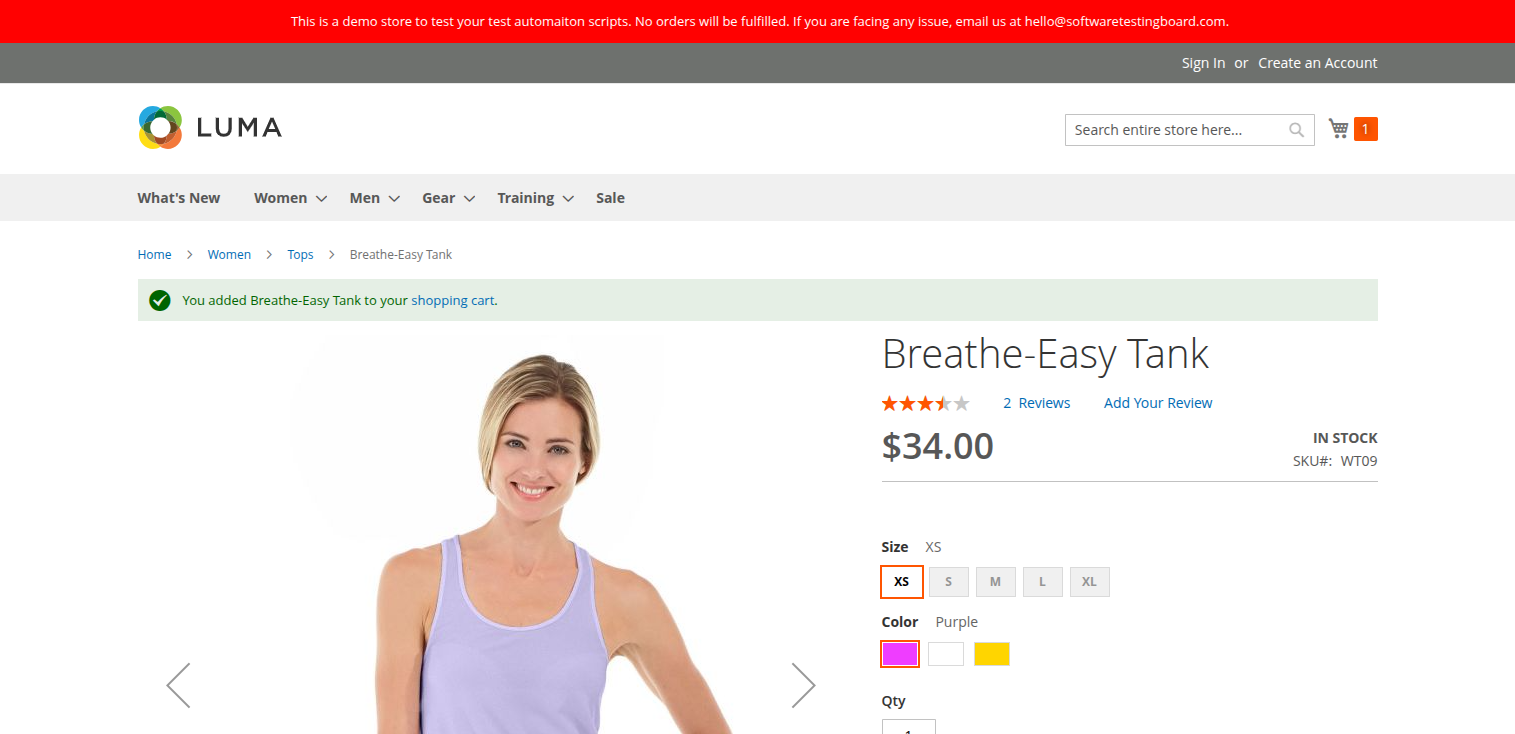 This is a demo store to test your test automaiton scripts. No orders will be fulfilled. If you are facing any issue, email us at hello@softwaretestingboard.com.
Sign In or Create an Account
LUMA
Search entire store here...
1
What's New Women Men Gear Training Sale
Home > Women > Tops > Breathe-Easy Tank
You added Breathe-Easy Tank to your shopping cart.
Breathe-Easy Tank
2 Reviews Add Your Review
$34.00
IN STOCK
SKU#: WT09
Size XS
XS S M L XL
Color Purple
Qty
1